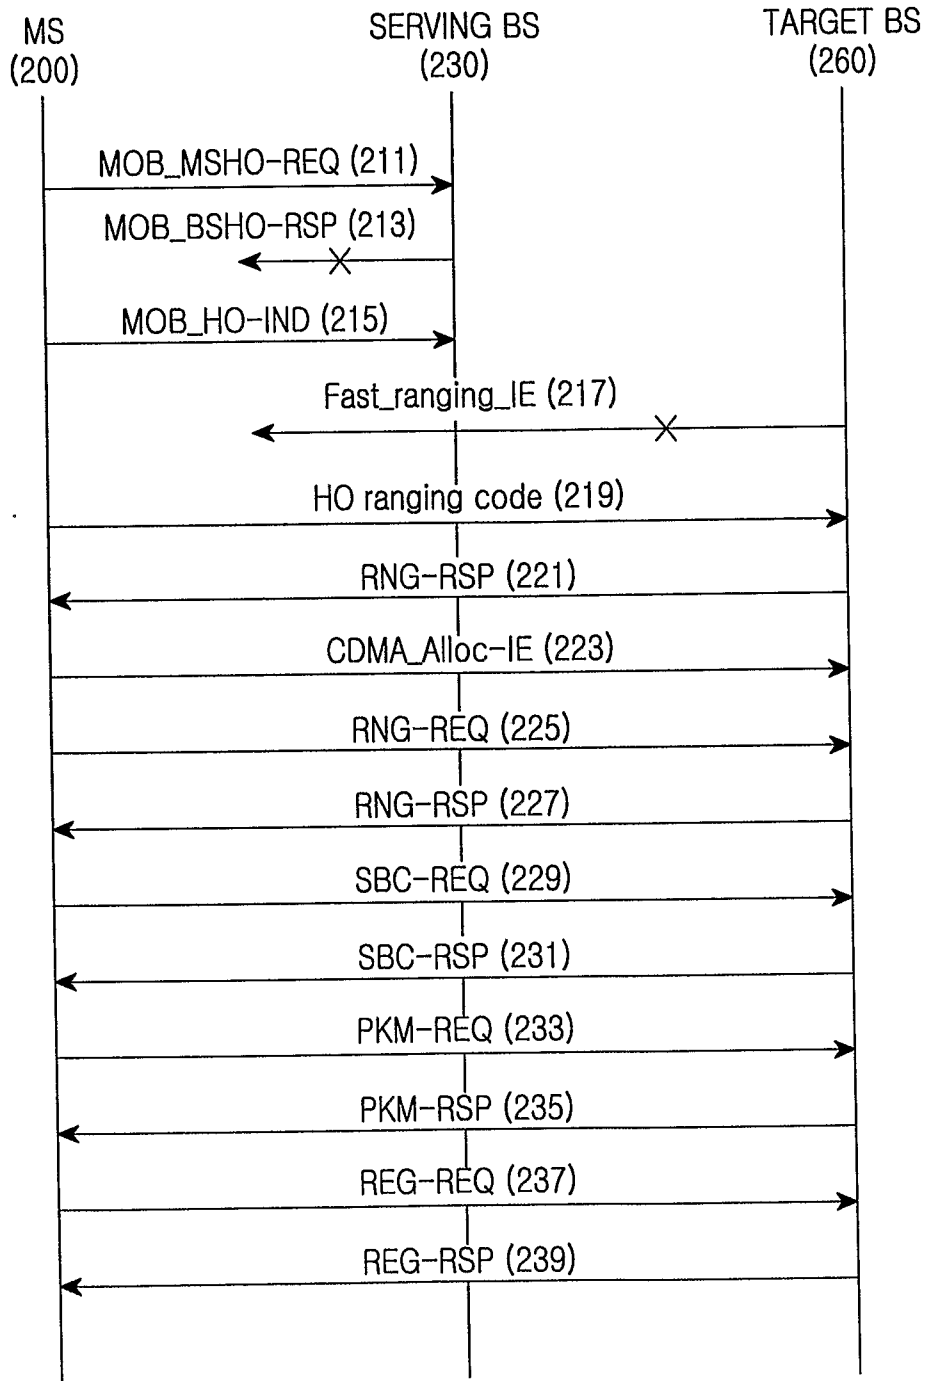 MS
(200)
SERVING BS
(230)
TARGET BS
(260)
MOB_MSHO-REQ (211)
MOB_BSHO-RSP (213)
MOB_HO-IND (215)
Fast_ranging_IE (217)
HO ranging code (219)
RNG-RSP (221)
CDMA_Alloc-IE (223)
RNG-REQ (225)
RNG-RSP (227)
SBC-REQ (229)
SBC-RSP (231)
PKM-REQ (233)
PKM-RSP (235)
REG-REQ (237)
REG-RSP (239)